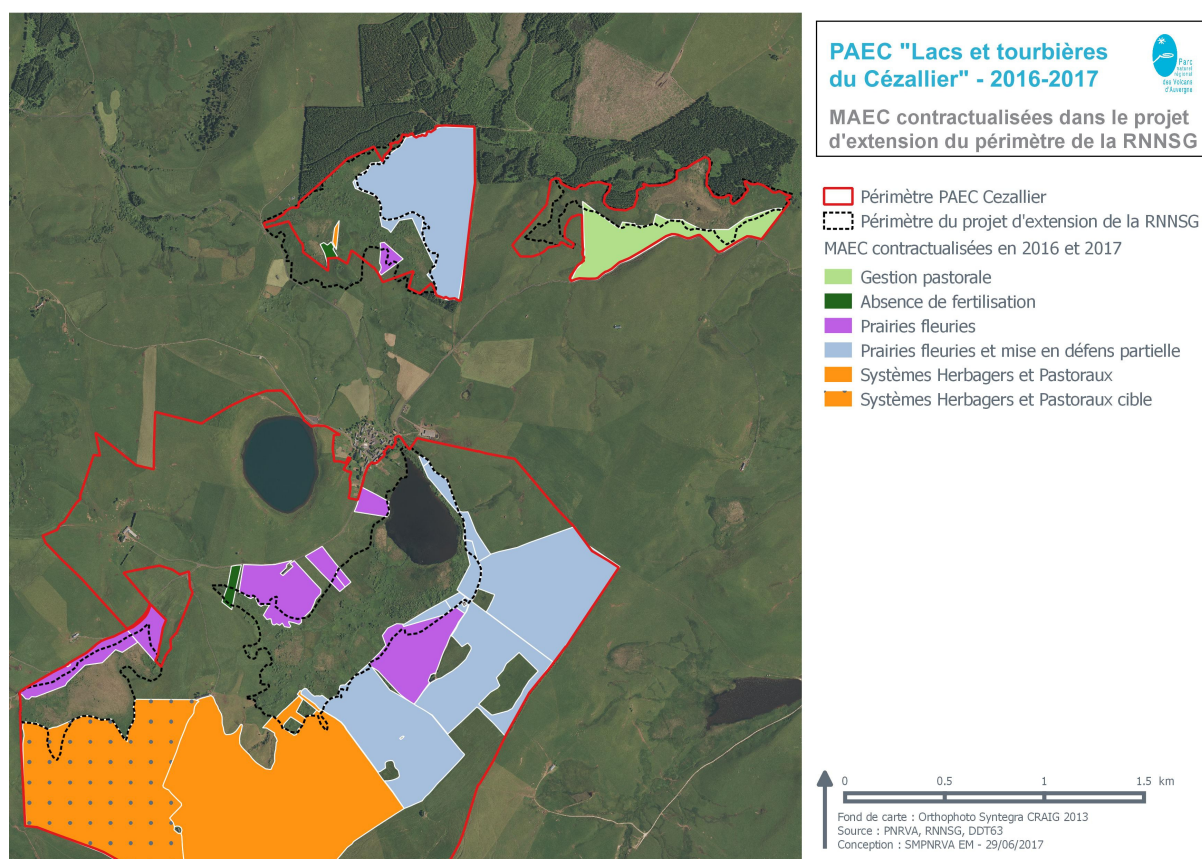 PAEC "Lacs et tourbières
du Cézallier" - 2016-2017
Parc
naturel
régional
des Volcans
d'Auvergne
MAEC contractualisées dans le projet
d'extension du périmètre de la RNNSG
Périmètre PAEC Cezallier
Périmètre du projet d'extension de la RNNSG
MAEC contractualisées en 2016 et 2017
Gestion pastorale
Absence de fertilisation
Prairies fleuries
Prairies fleuries et mise en défens partielle
Systèmes Herbagers et Pastoraux
Systèmes Herbagers et Pastoraux cible
0 0.5 1 1.5 km
Fond de carte : Orthophoto Syntegra CRAIG 2013
Source : PNRVA, RNNSG, DDT63
Conception : SMPNRVA EM - 29/06/2017